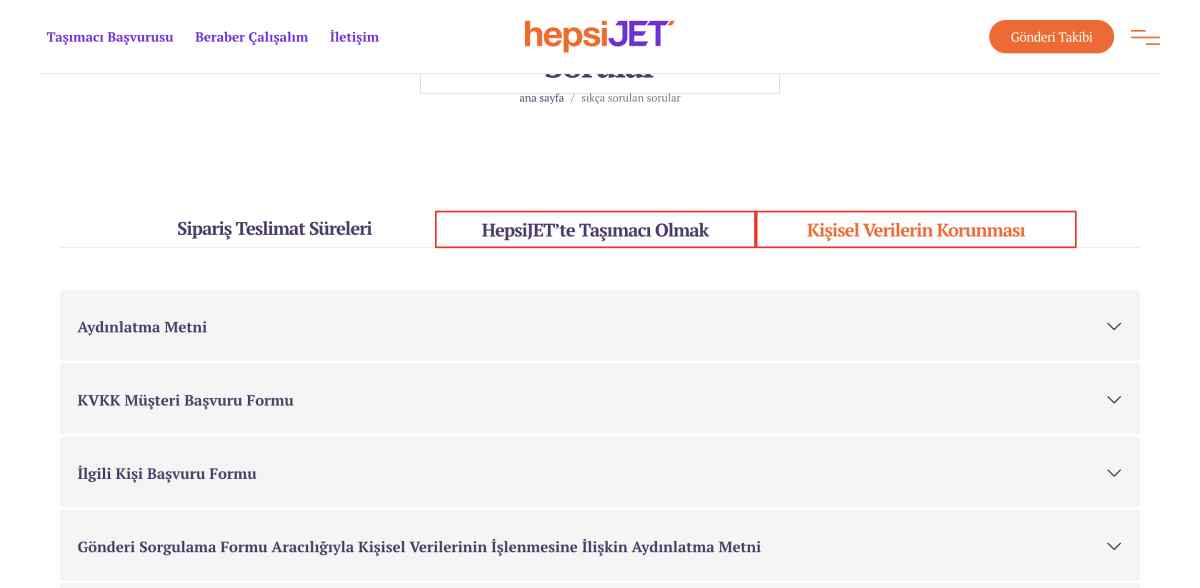 Taşımacı Başvurusu Beraber Çalışalım İletişim hepsiJET Gönderi Takibi
ana sayfa / sıkça sorulan sorular
Sipariş Teslimat Süreleri HepsiJET'te Taşımacı Olmak Kişisel Verilerin Korunması
Aydınlatma Metni
KVKK Müşteri Başvuru Formu
İlgili Kişi Başvuru Formu
Gönderi Sorgulama Formu Aracılığıyla Kişisel Verilerinin İşlenmesine İlişkin Aydınlatma Metni